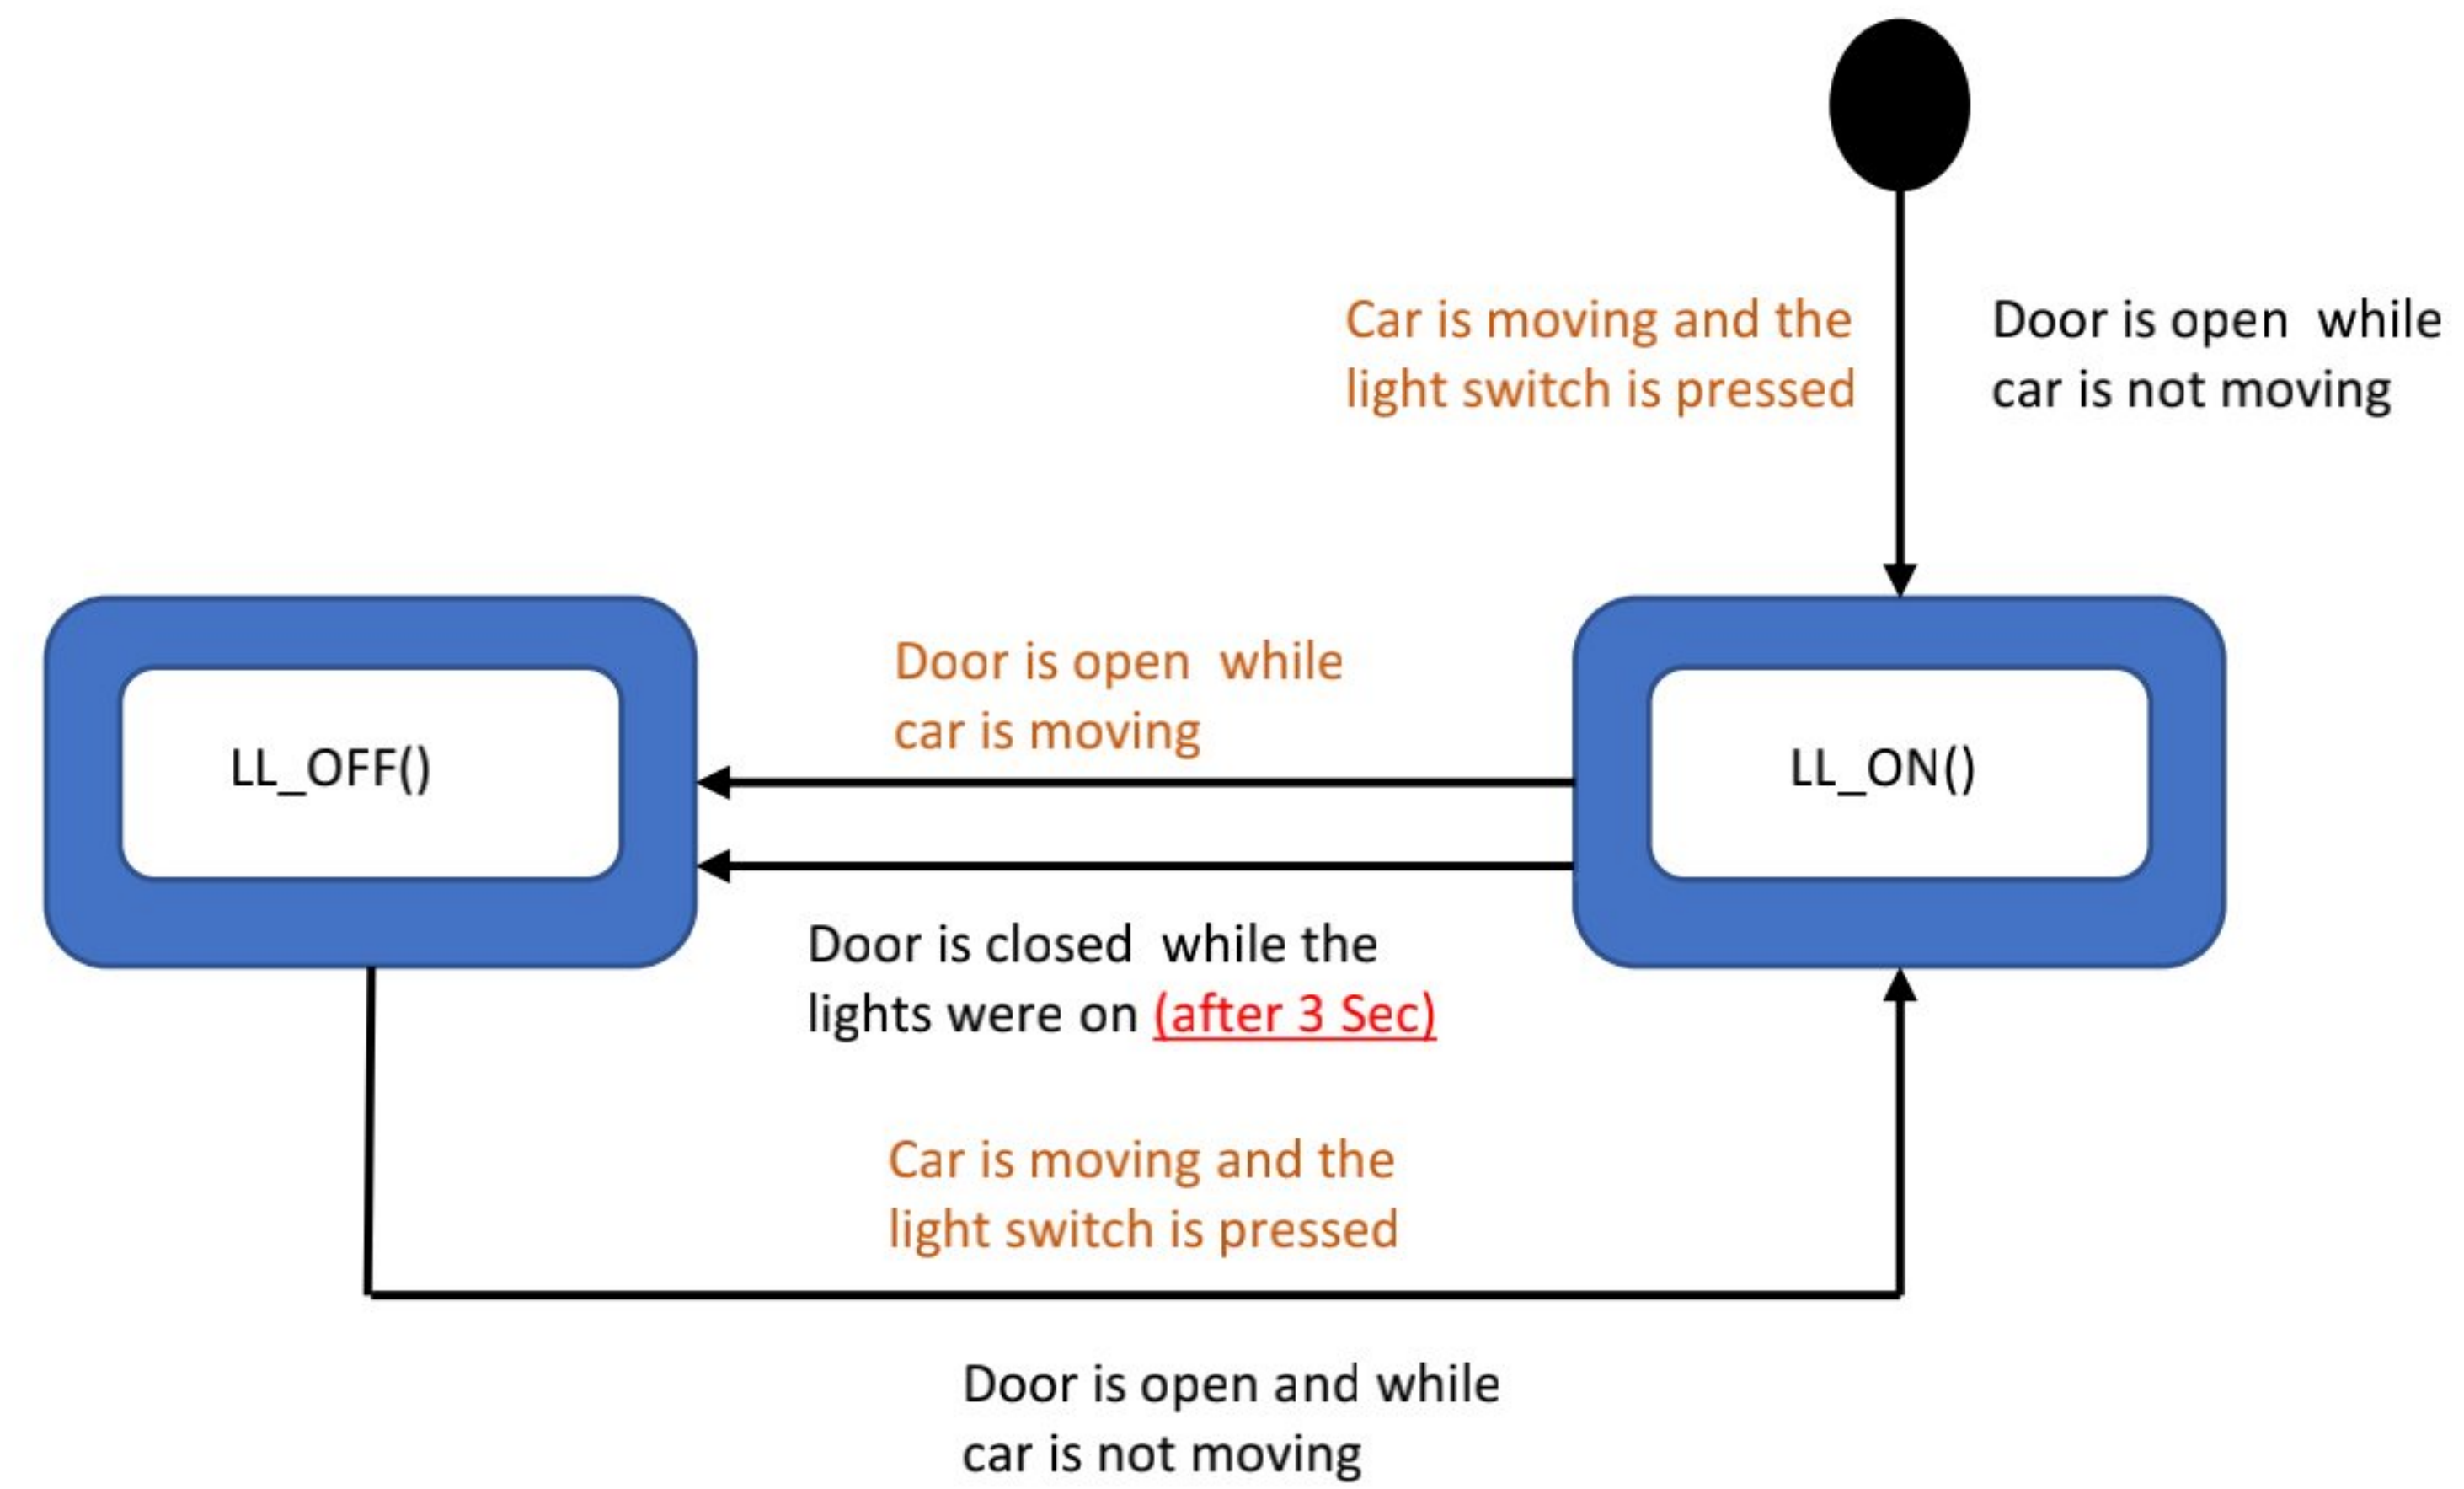 Car is moving and the
light switch is pressed
Door is open  while
car is not moving
Door is open  while
car is moving
LL_OFF()
LL_ON()
Door is closed  while the
lights were on (after 3 Sec)
Car is moving and the
light switch is pressed
Door is open and while
car is not moving